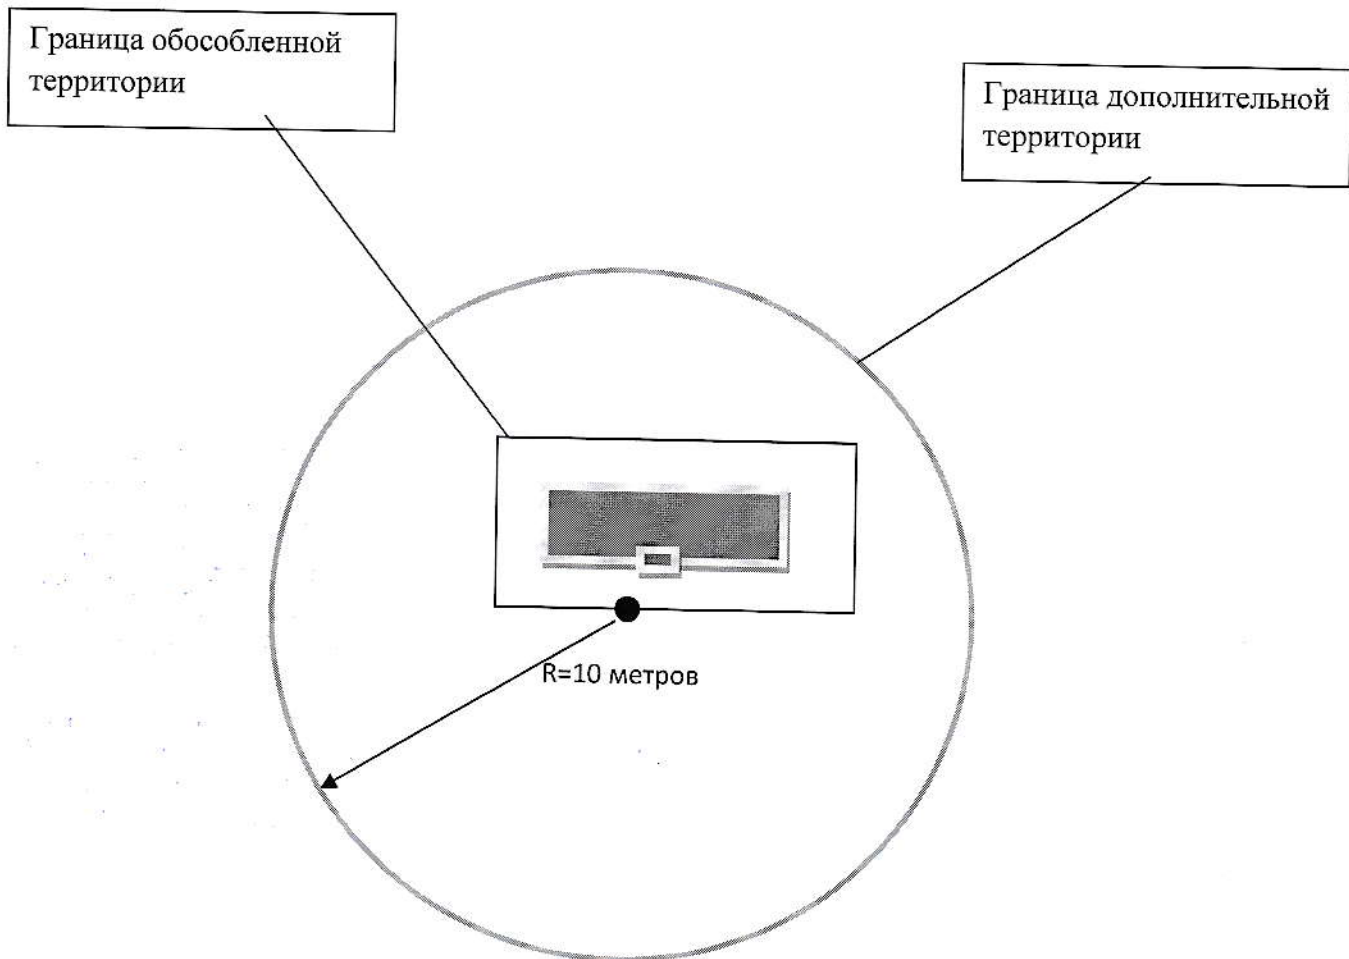 Граница обособленной
территории
Граница дополнительной
территории
R=10 метров